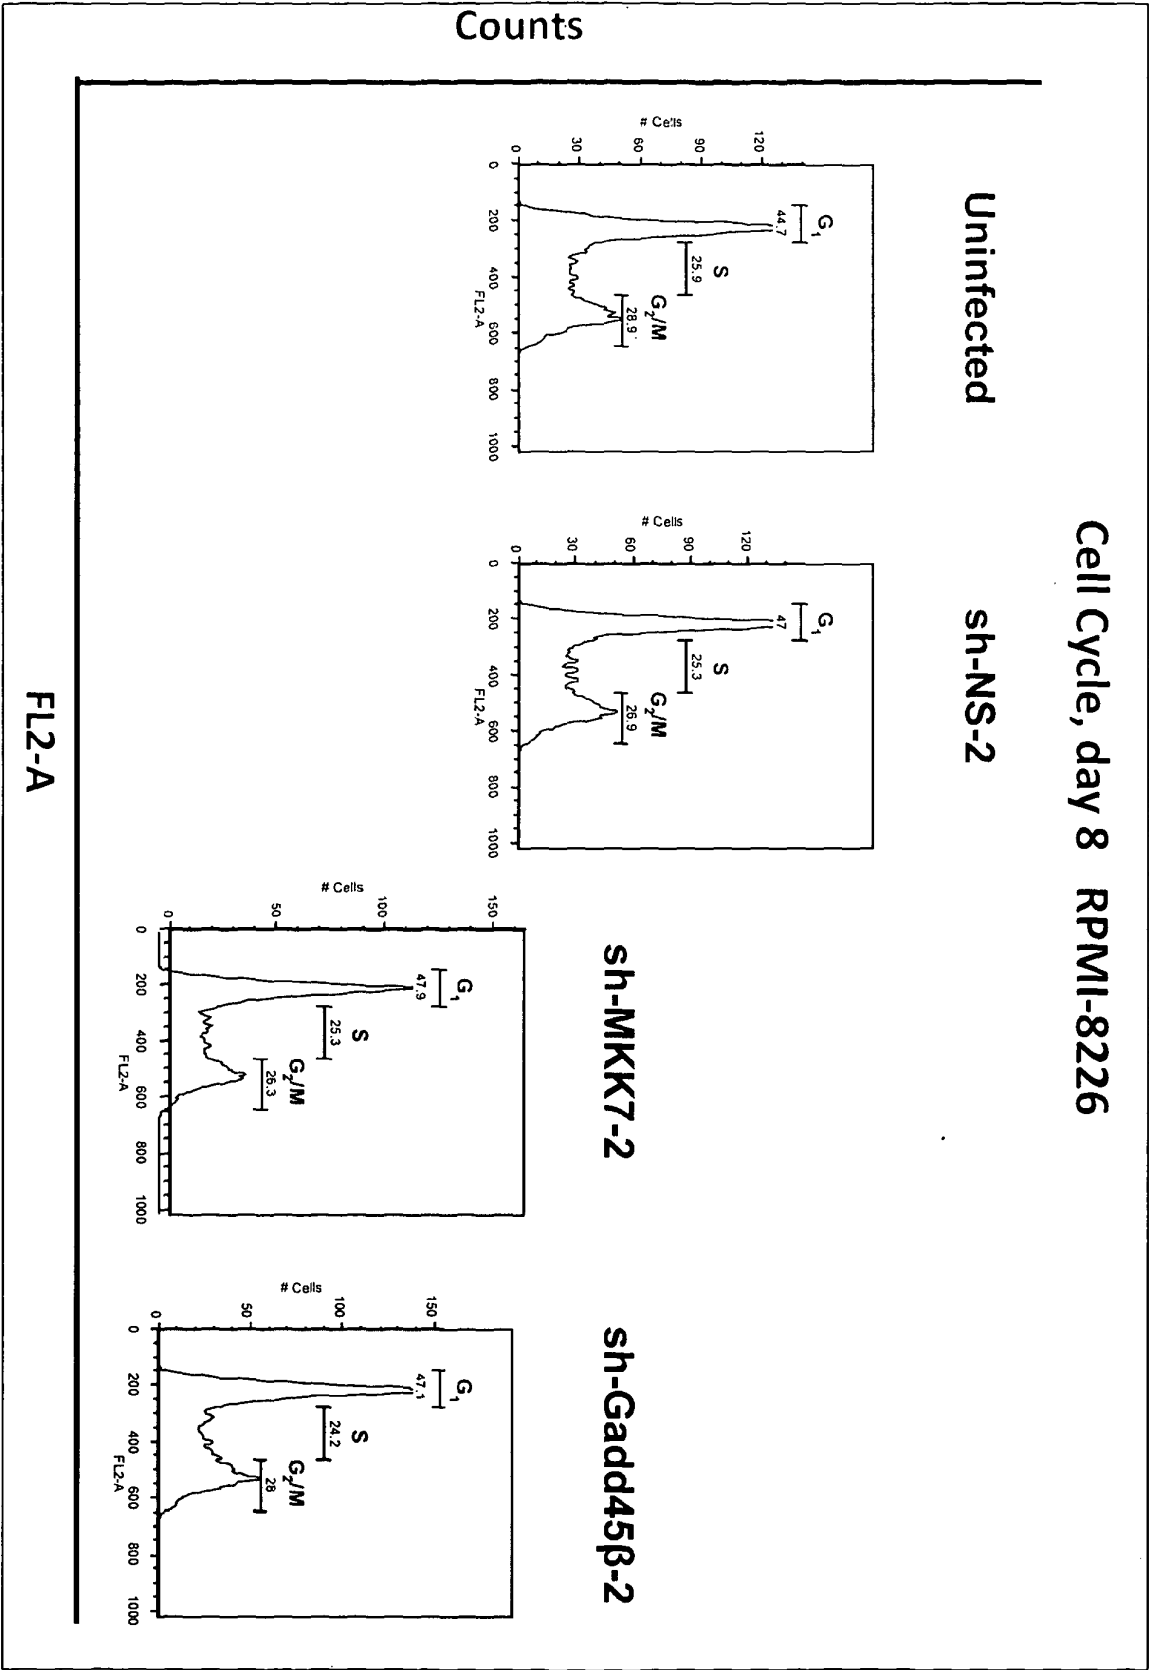 Cell Cycle, day 8 RPMI-8226
Uninfected
# Cells
120
90
60
30
0
G1
44.7
S
25.9
G2/M
28.9
0 200 400 600 800 1000
FL2-A
sh-NS-2
# Cells
120
90
60
30
0
G1
47
S
25.3
G2/M
26.9
0 200 400 600 800 1000
FL2-A
sh-MKK7-2
# Cells
150
100
50
0
G1
47.9
S
25.3
G2/M
26.3
0 200 400 600 800 1000
FL2-A
sh-Gadd45β-2
# Cells
150
100
50
0
G1
47.1
S
24.2
G2/M
28
0 200 400 600 800 1000
FL2-A
Counts
FL2-A